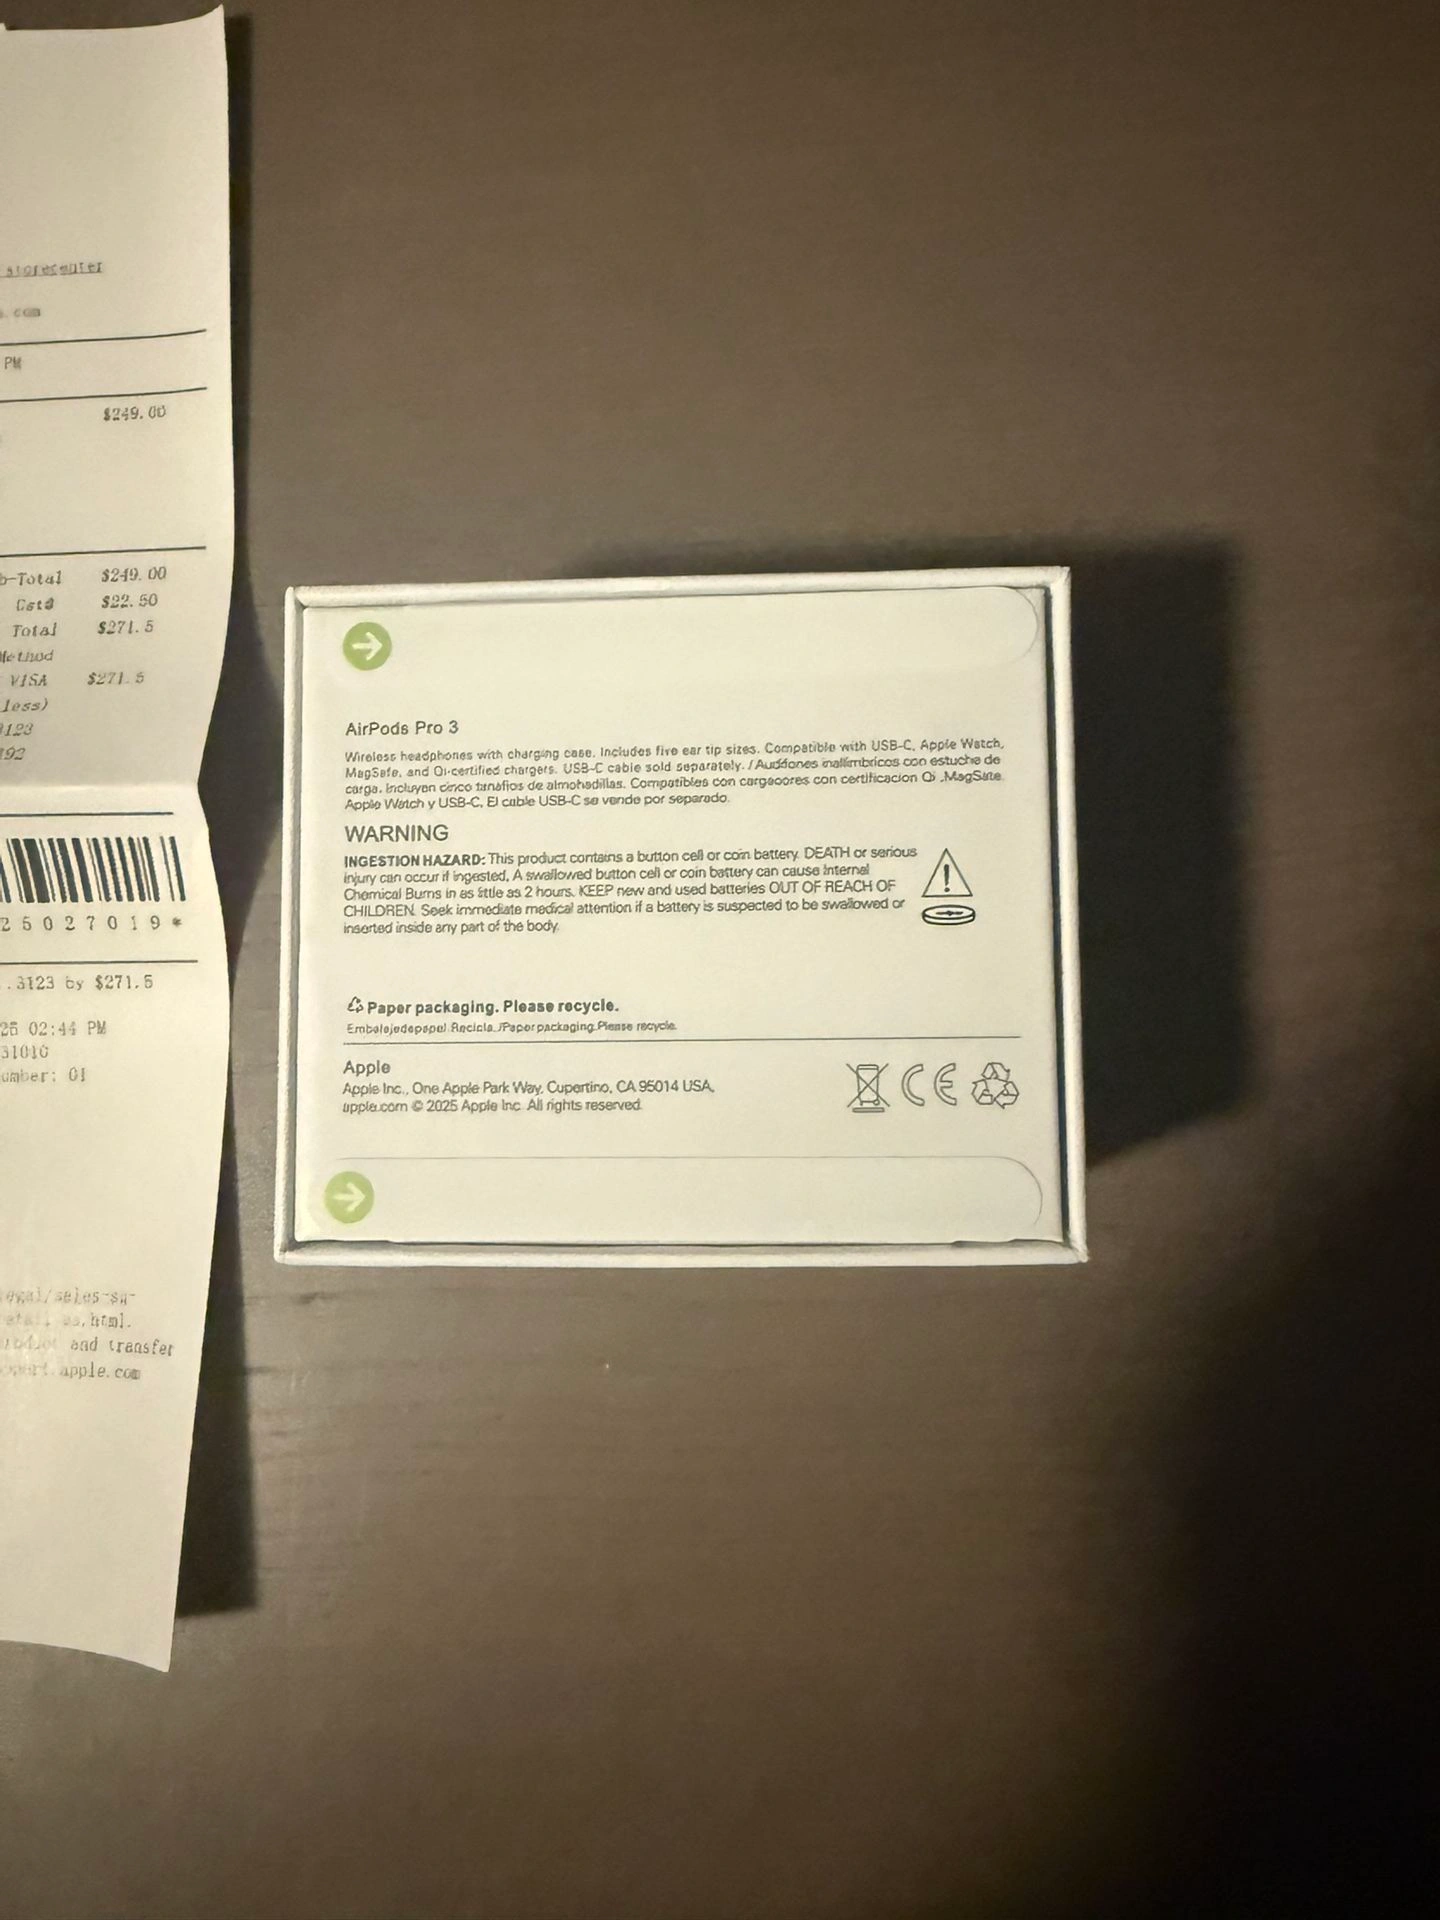 storecenter
.com
PM
$249.00
b-Total $249.00
Cst@ $22.50
Total $271.5
Method
VISA $271.5
less)
3123
192
25027019*
.3123 by $271.5
02:44 PM
31010
umber: 01
egal/sales-su-
html.
and transfer
apple.com
AirPods Pro 3
Wireless headphones with charging case. Includes five ear tip sizes. Compatible with USB-C, Apple Watch,
MagSafe, and Qi-certified chargers. USB-C cable sold separately. / con estuche de
carga. Incluyen cinco de almohadillas. Compatibles con con certificacion Qi ,MagSafe
Apple Watch y USB-C, El cable USB-C se vende por separado.
WARNING
INGESTION HAZARD: This product contains a button cell or coin battery. DEATH or serious
injury can occur if ingested, A swallowed button cell or coin battery can cause Internal
Chemical Burns in as little as 2 hours. KEEP new and used batteries OUT OF REACH OF
CHILDREN. Seek immediate medical attention if a battery is suspected to be swallowed or
inserted inside any part of the body.
Paper packaging. Please recycle.
Recicla./Paper packaging.Please recycle.
Apple
Apple Inc., One Apple Park Way, Cupertino, CA 95014 USA,
apple.com © 2025 Apple Inc. All rights reserved.
CE